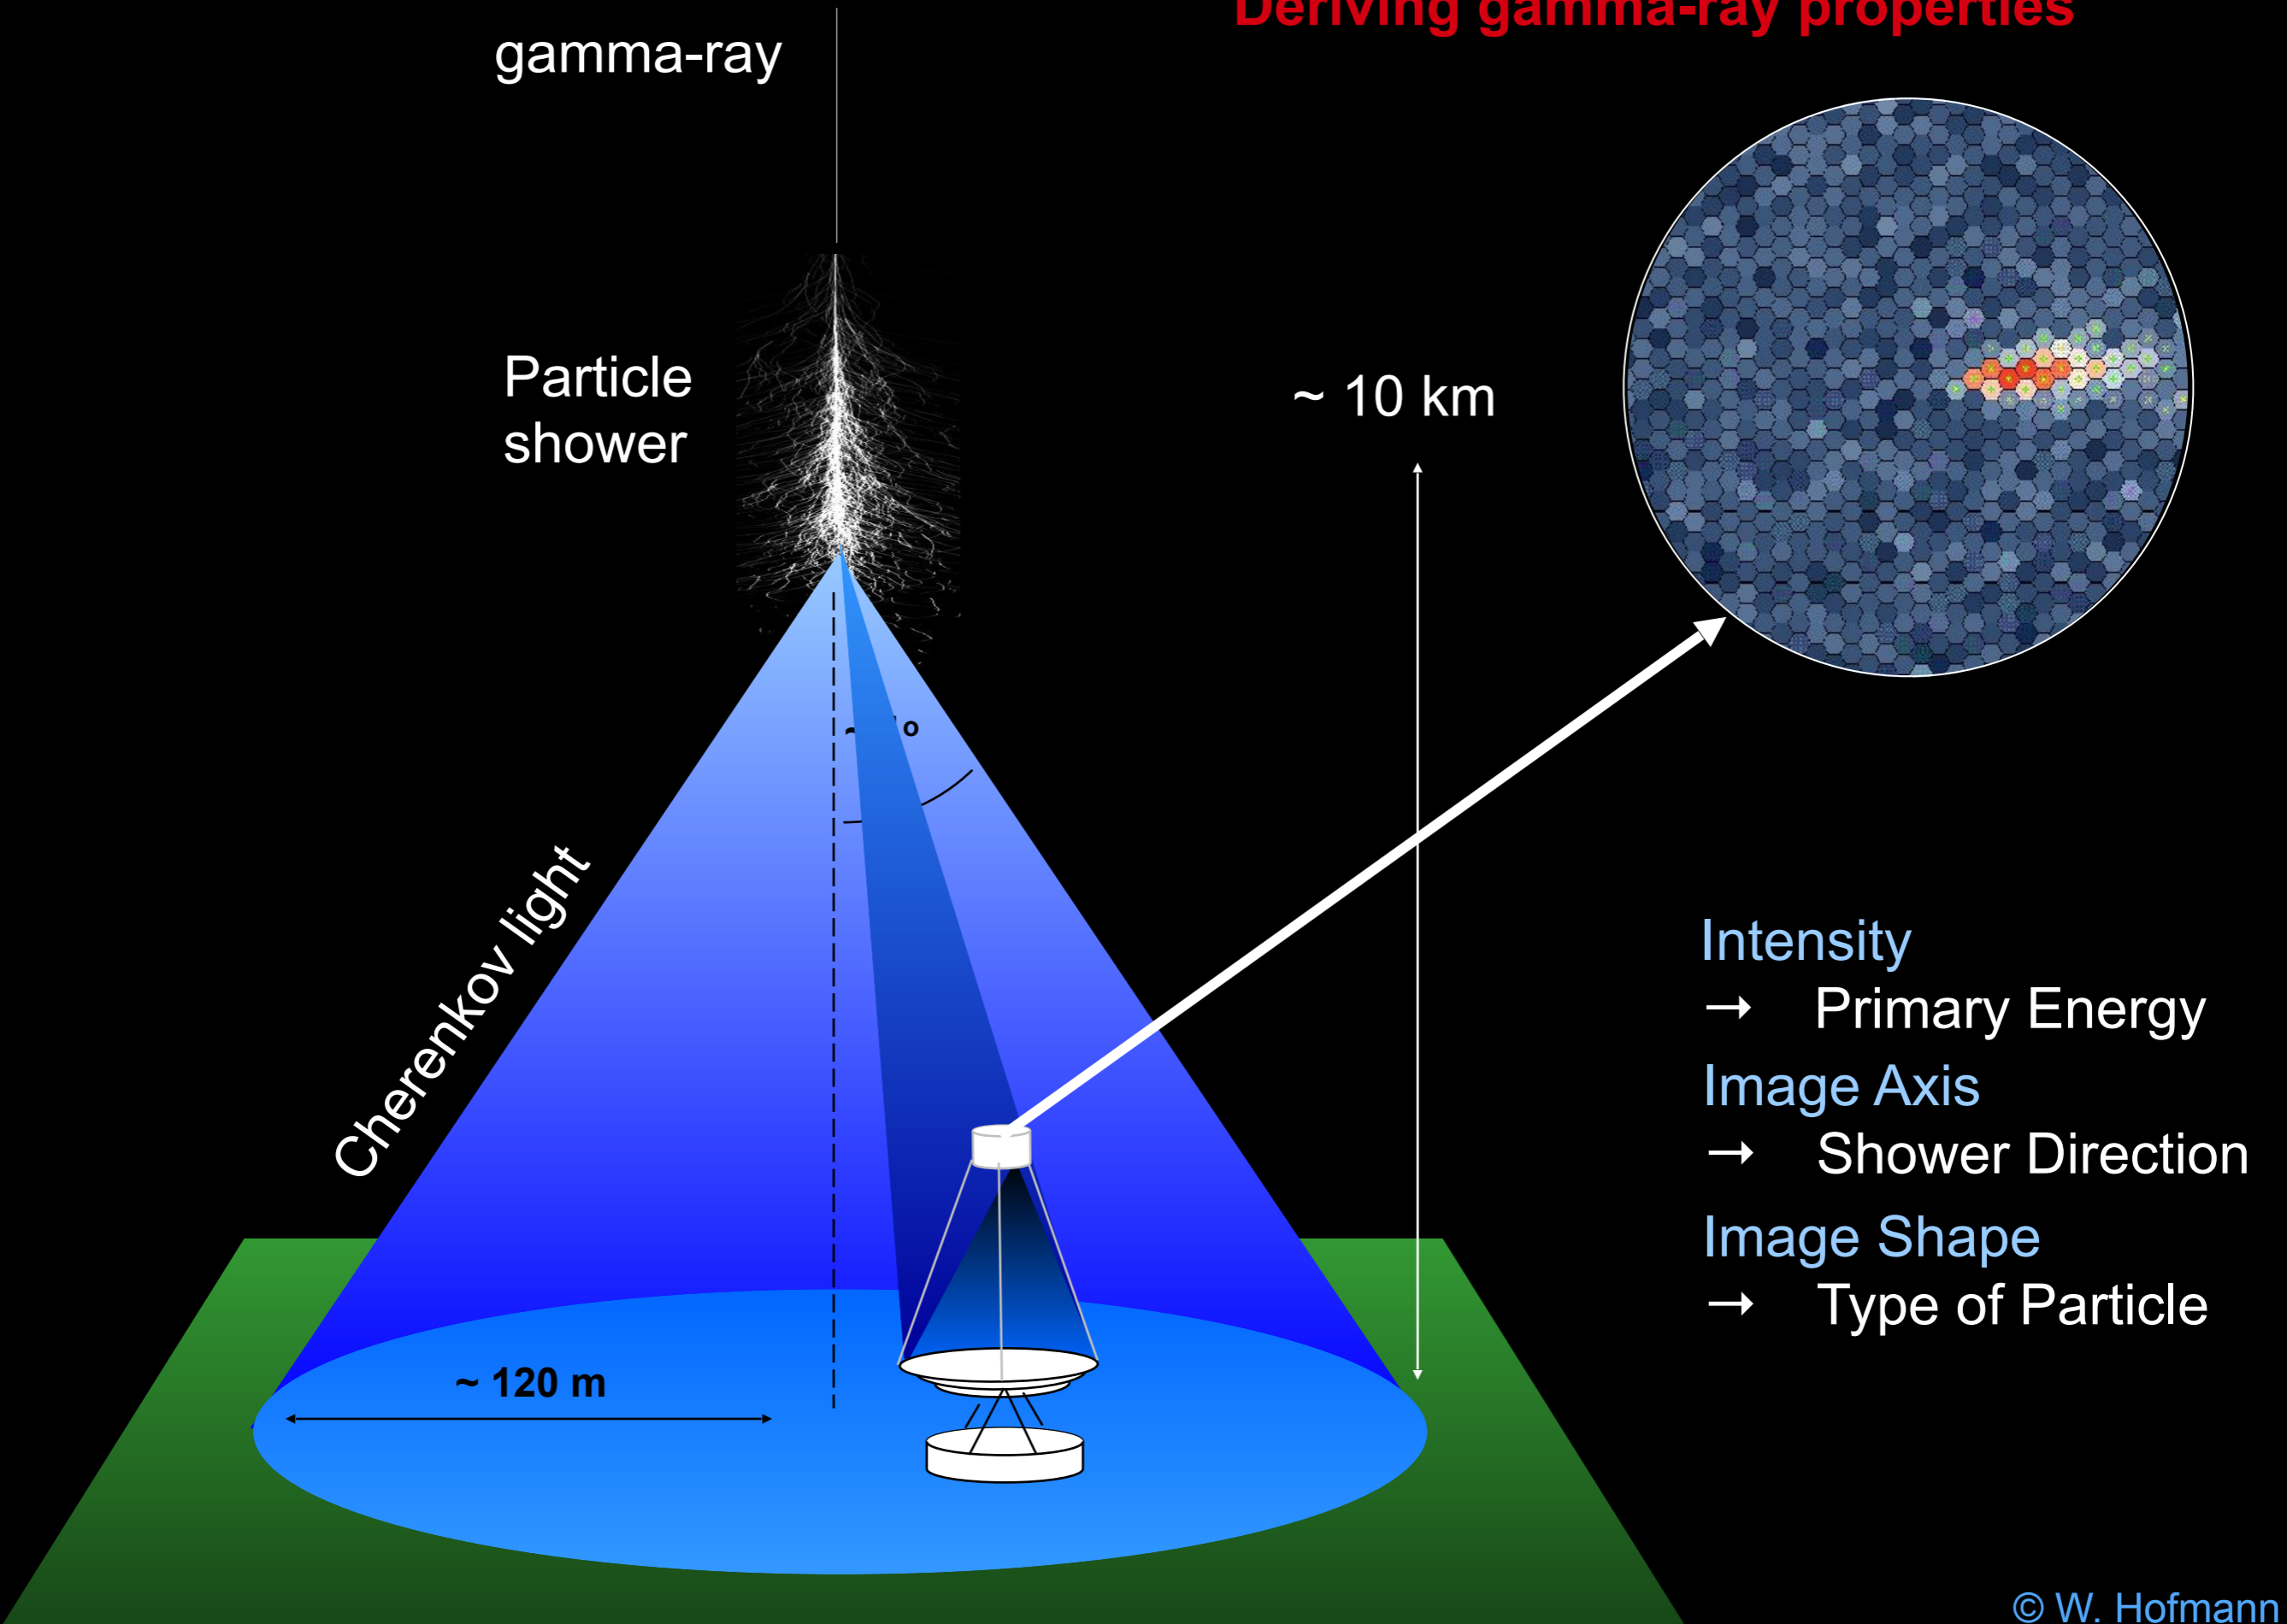 Deriving gamma-ray properties
gamma-ray
Particle
shower
~ 10 km
~ º
Cherenkov light
Intensity
→ Primary Energy
Image Axis
→ Shower Direction
Image Shape
→ Type of Particle
~ 120 m
© W. Hofmann